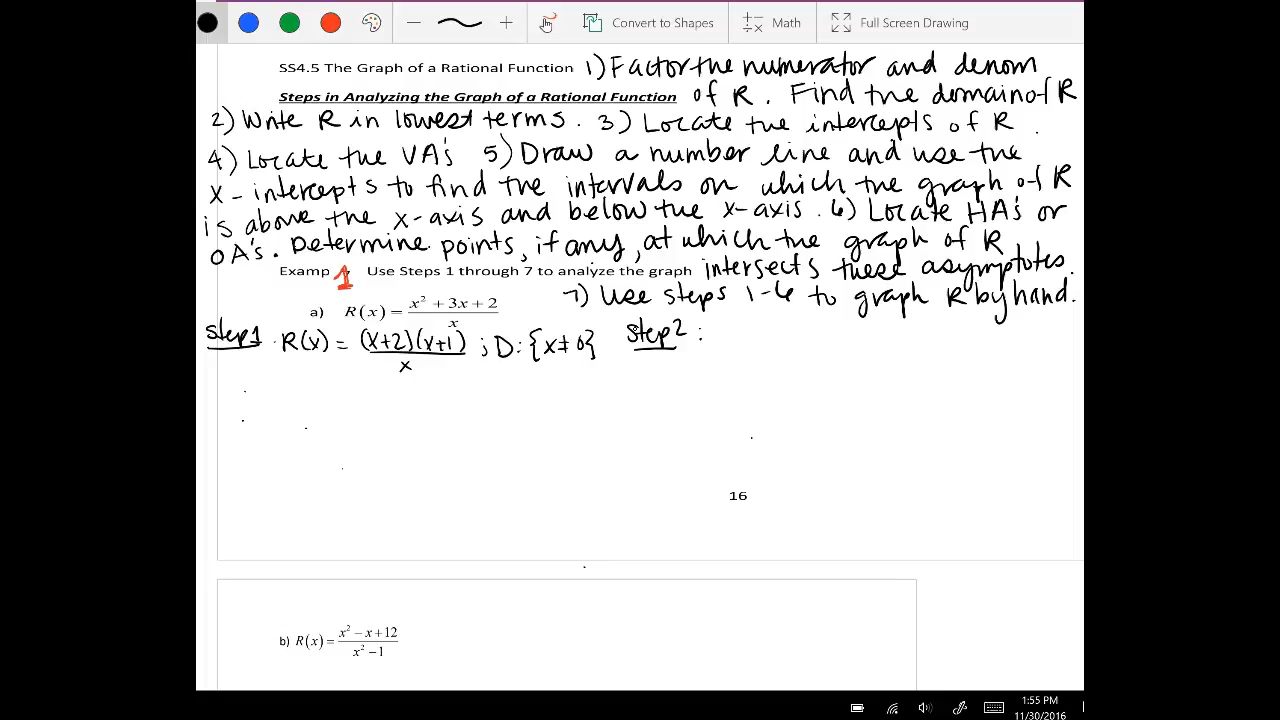 Convert to Shapes Math Full Screen Drawing
SS4.5 The Graph of a Rational Function 1) Factor the numerator and denom
Steps in Analyzing the Graph of a Rational Function of R. Find the domain of R
2) Write R in lowest terms. 3) Locate the intercepts of R.
4) Locate the VA's 5) Draw a number line and use the
x-intercepts to find the intervals on which the graph of R
is above the x-axis and below the x-axis. 6) Locate HA's or
OA's. Determine points, if any, at which the graph of R
Examp 1 Use Steps 1 through 7 to analyze the graph intersects these asymptotes.
7) Use steps 1-6 to graph R by hand.
a) R(x) = (x² + 3x + 2)/x
Step 1 R(x) = (x+2)(x+1)/x ; D: {x≠0} Step 2:
16
b) R(x) = (x² − x + 12)/(x² − 1)
1:55 PM
11/30/2016